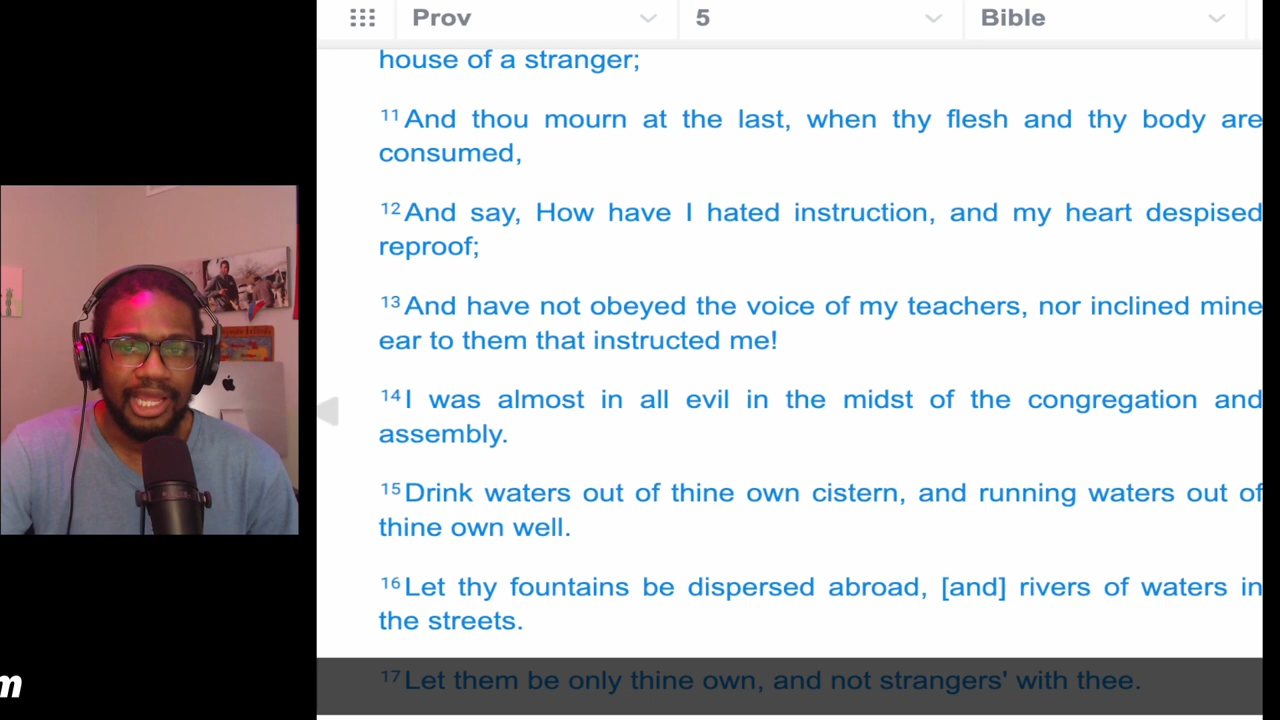 Prov 5 Bible
house of a stranger;
11 And thou mourn at the last, when thy flesh and thy body are
consumed,
12 And say, How have I hated instruction, and my heart despised
reproof;
13 And have not obeyed the voice of my teachers, nor inclined mine
ear to them that instructed me!
14 I was almost in all evil in the midst of the congregation and
assembly.
15 Drink waters out of thine own cistern, and running waters out of
thine own well.
16 Let thy fountains be dispersed abroad, [and] rivers of waters in
the streets.
m
17 Let them be only thine own, and not strangers' with thee.